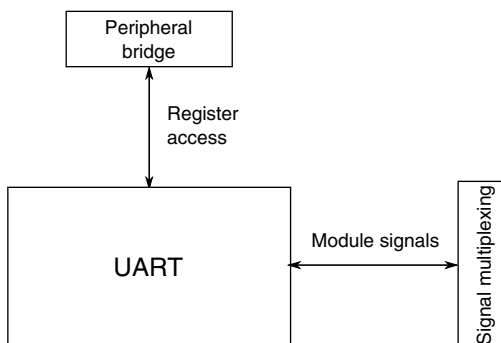 Peripheral
bridge
Register
access
UART
Module signals
Signal multiplexing